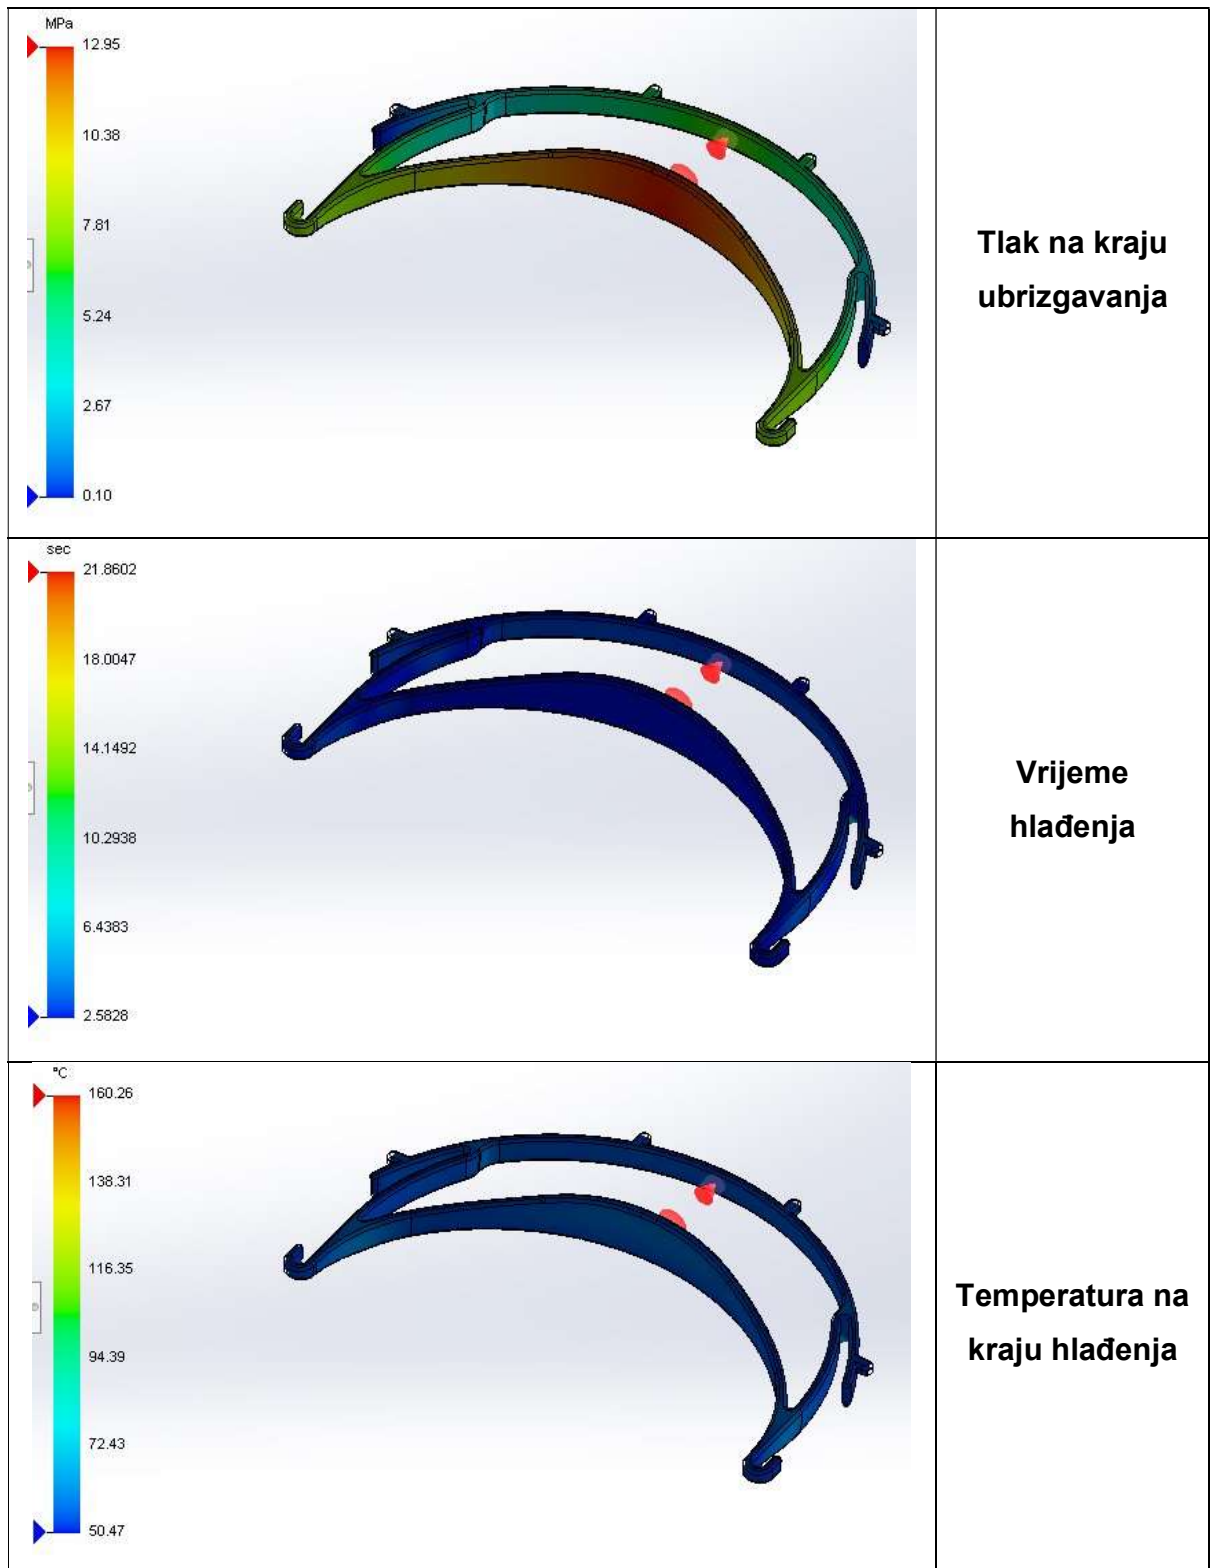 MPa
12.95
10.38
7.81
5.24
2.67
0.10
Tlak na kraju
ubrizgavanja
sec
21.8602
18.0047
14.1492
10.2938
6.4383
2.5828
Vrijeme
hlađenja
°C
160.26
138.31
116.35
94.39
72.43
50.47
Temperatura na
kraju hlađenja